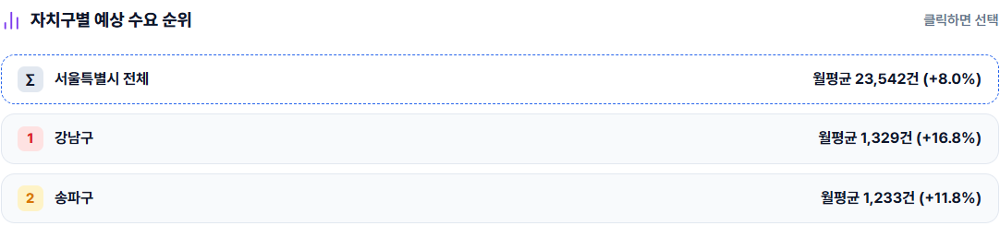 자치구별 예상 수요 순위 클릭하면 선택
Σ 서울특별시 전체 월평균 23,542건 (+8.0%)
1 강남구 월평균 1,329건 (+16.8%)
2 송파구 월평균 1,233건 (+11.8%)